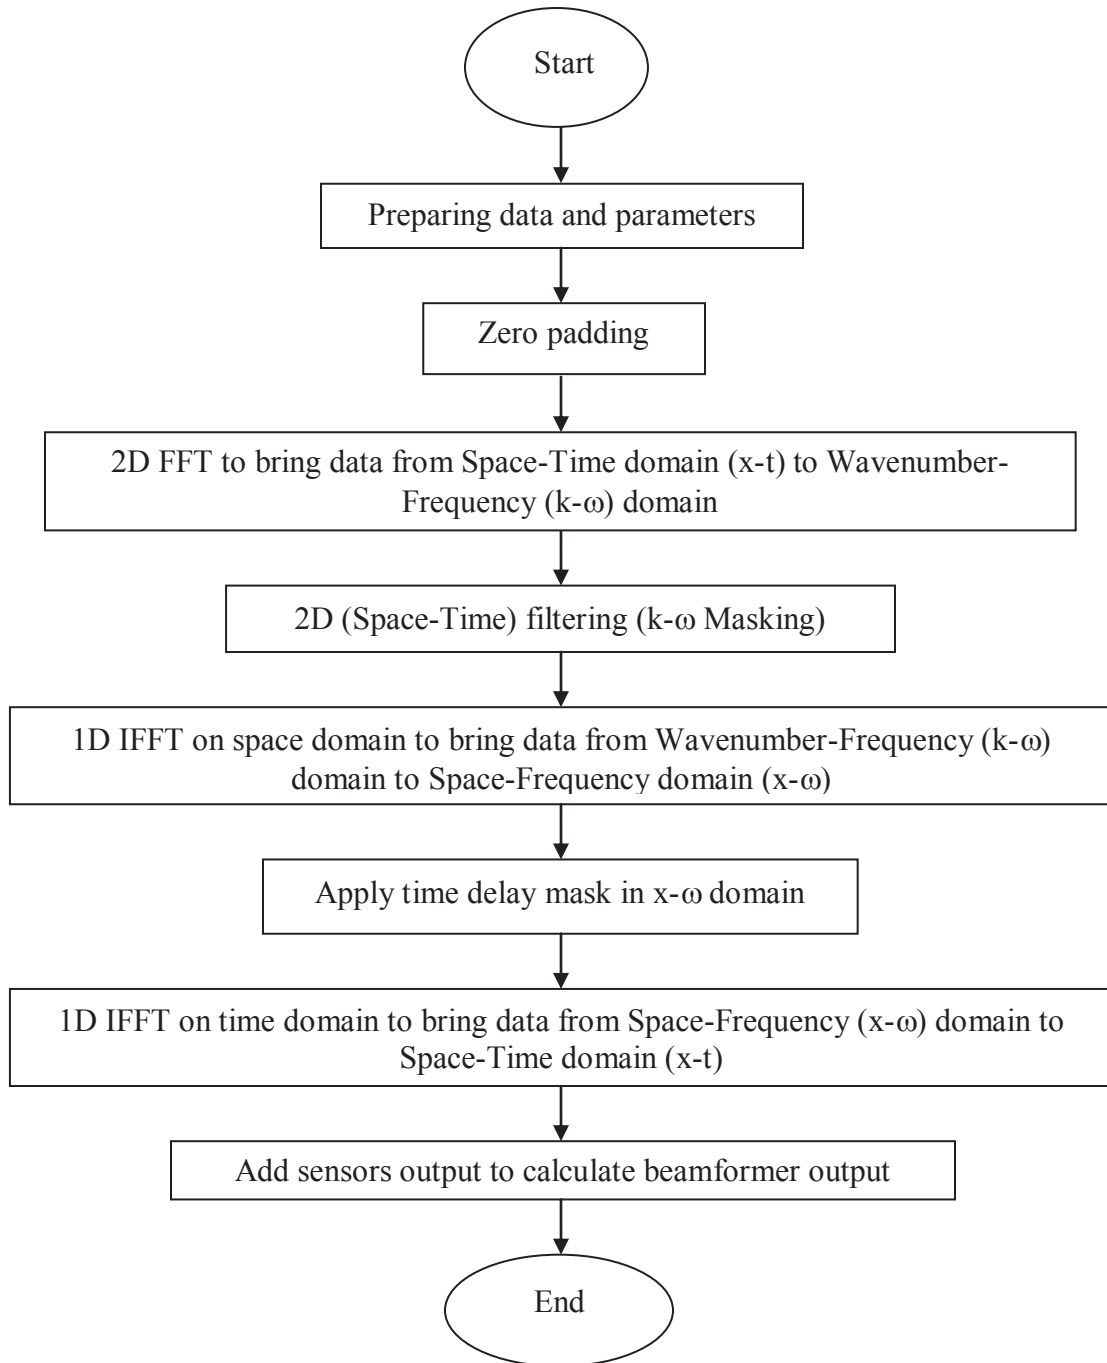 Start
Preparing data and parameters
Zero padding
2D FFT to bring data from Space-Time domain (x-t) to Wavenumber-
Frequency (k-ω) domain
2D (Space-Time) filtering (k-ω Masking)
1D IFFT on space domain to bring data from Wavenumber-Frequency (k-ω)
domain to Space-Frequency domain (x-ω)
Apply time delay mask in x-ω domain
1D IFFT on time domain to bring data from Space-Frequency (x-ω) domain to
Space-Time domain (x-t)
Add sensors output to calculate beamformer output
End